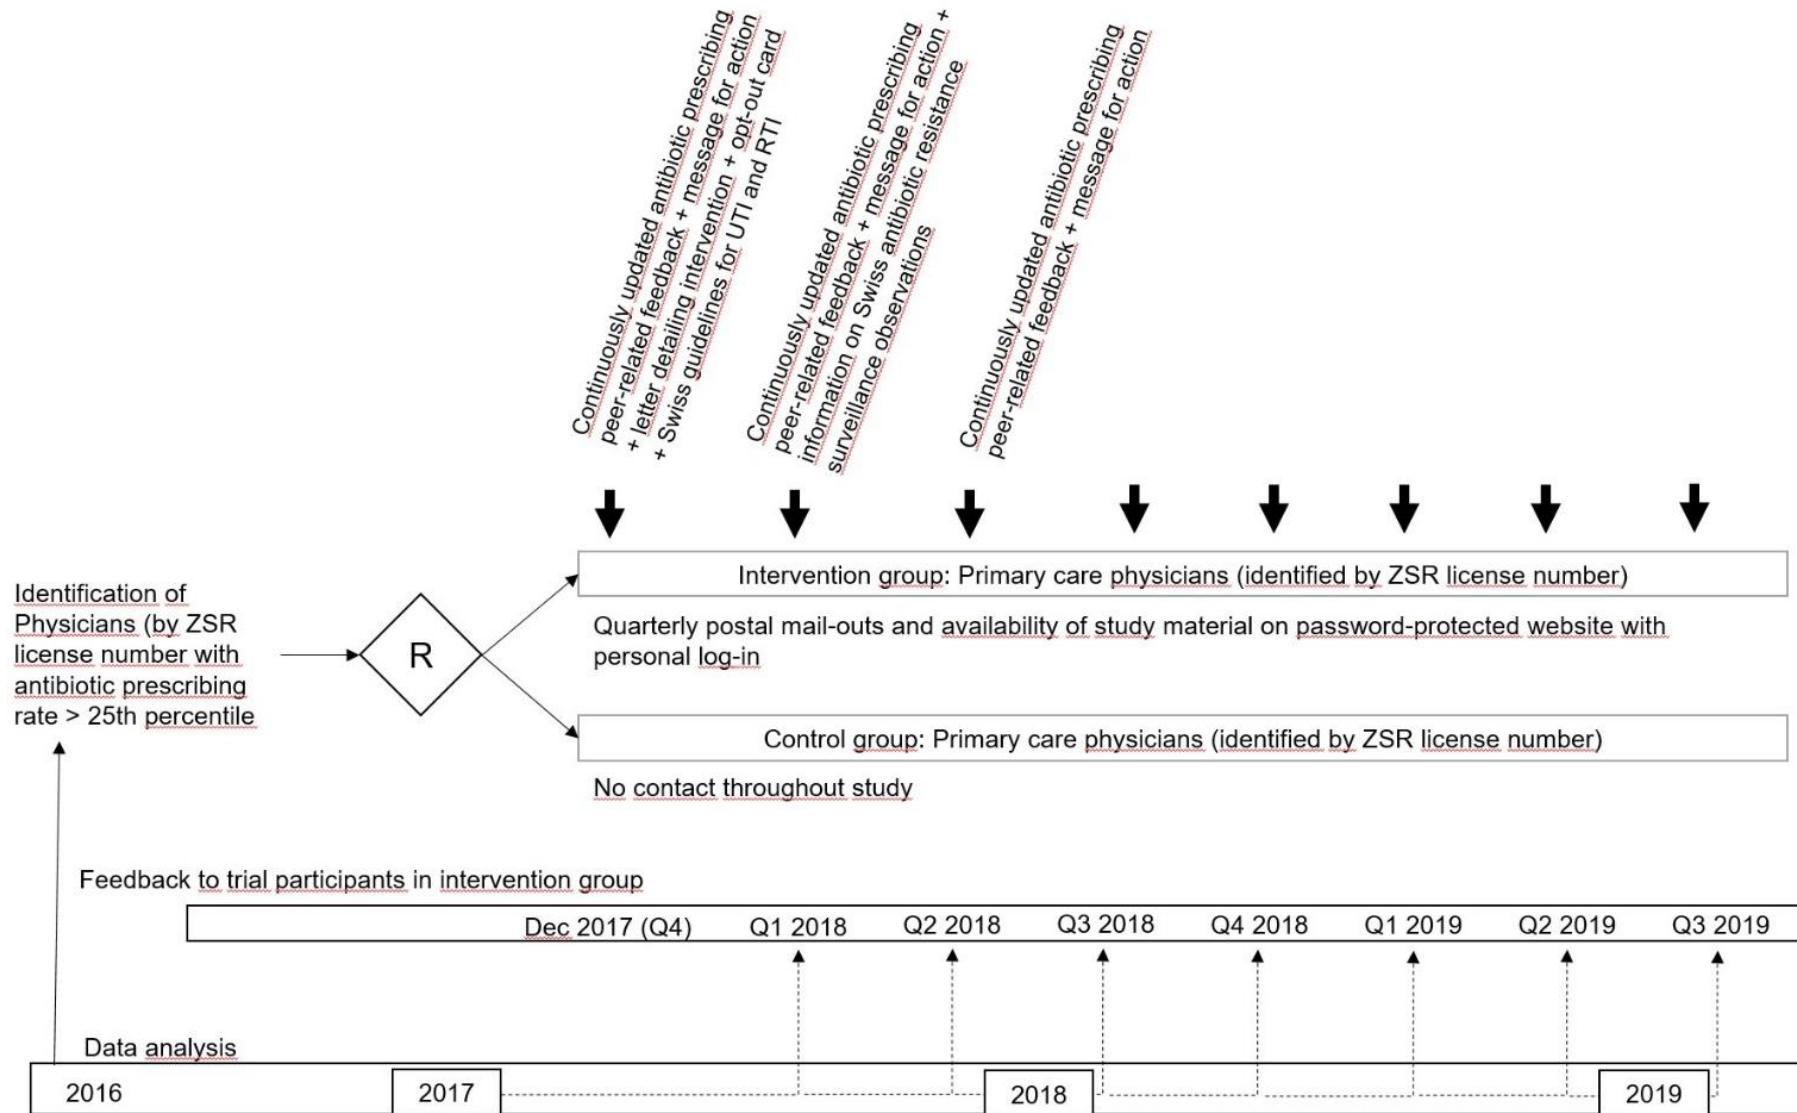 Continuously updated antibiotic prescribing
peer-related feedback + message for action
+ letter detailing intervention + opt-out card
+ Swiss guidelines for UTI and RTI
Continuously updated antibiotic prescribing
peer-related feedback + message for action +
information on Swiss antibiotic resistance
surveillance observations
Continuously updated antibiotic prescribing
peer-related feedback + message for action
Identification of
Physicians (by ZSR
license number with
antibiotic prescribing
rate > 25th percentile
R
Intervention group: Primary care physicians (identified by ZSR license number)
Quarterly postal mail-outs and availability of study material on password-protected website with
personal log-in
Control group: Primary care physicians (identified by ZSR license number)
No contact throughout study
Feedback to trial participants in intervention group
Dec 2017 (Q4) Q1 2018 Q2 2018 Q3 2018 Q4 2018 Q1 2019 Q2 2019 Q3 2019
Data analysis
2016 2017 2018 2019